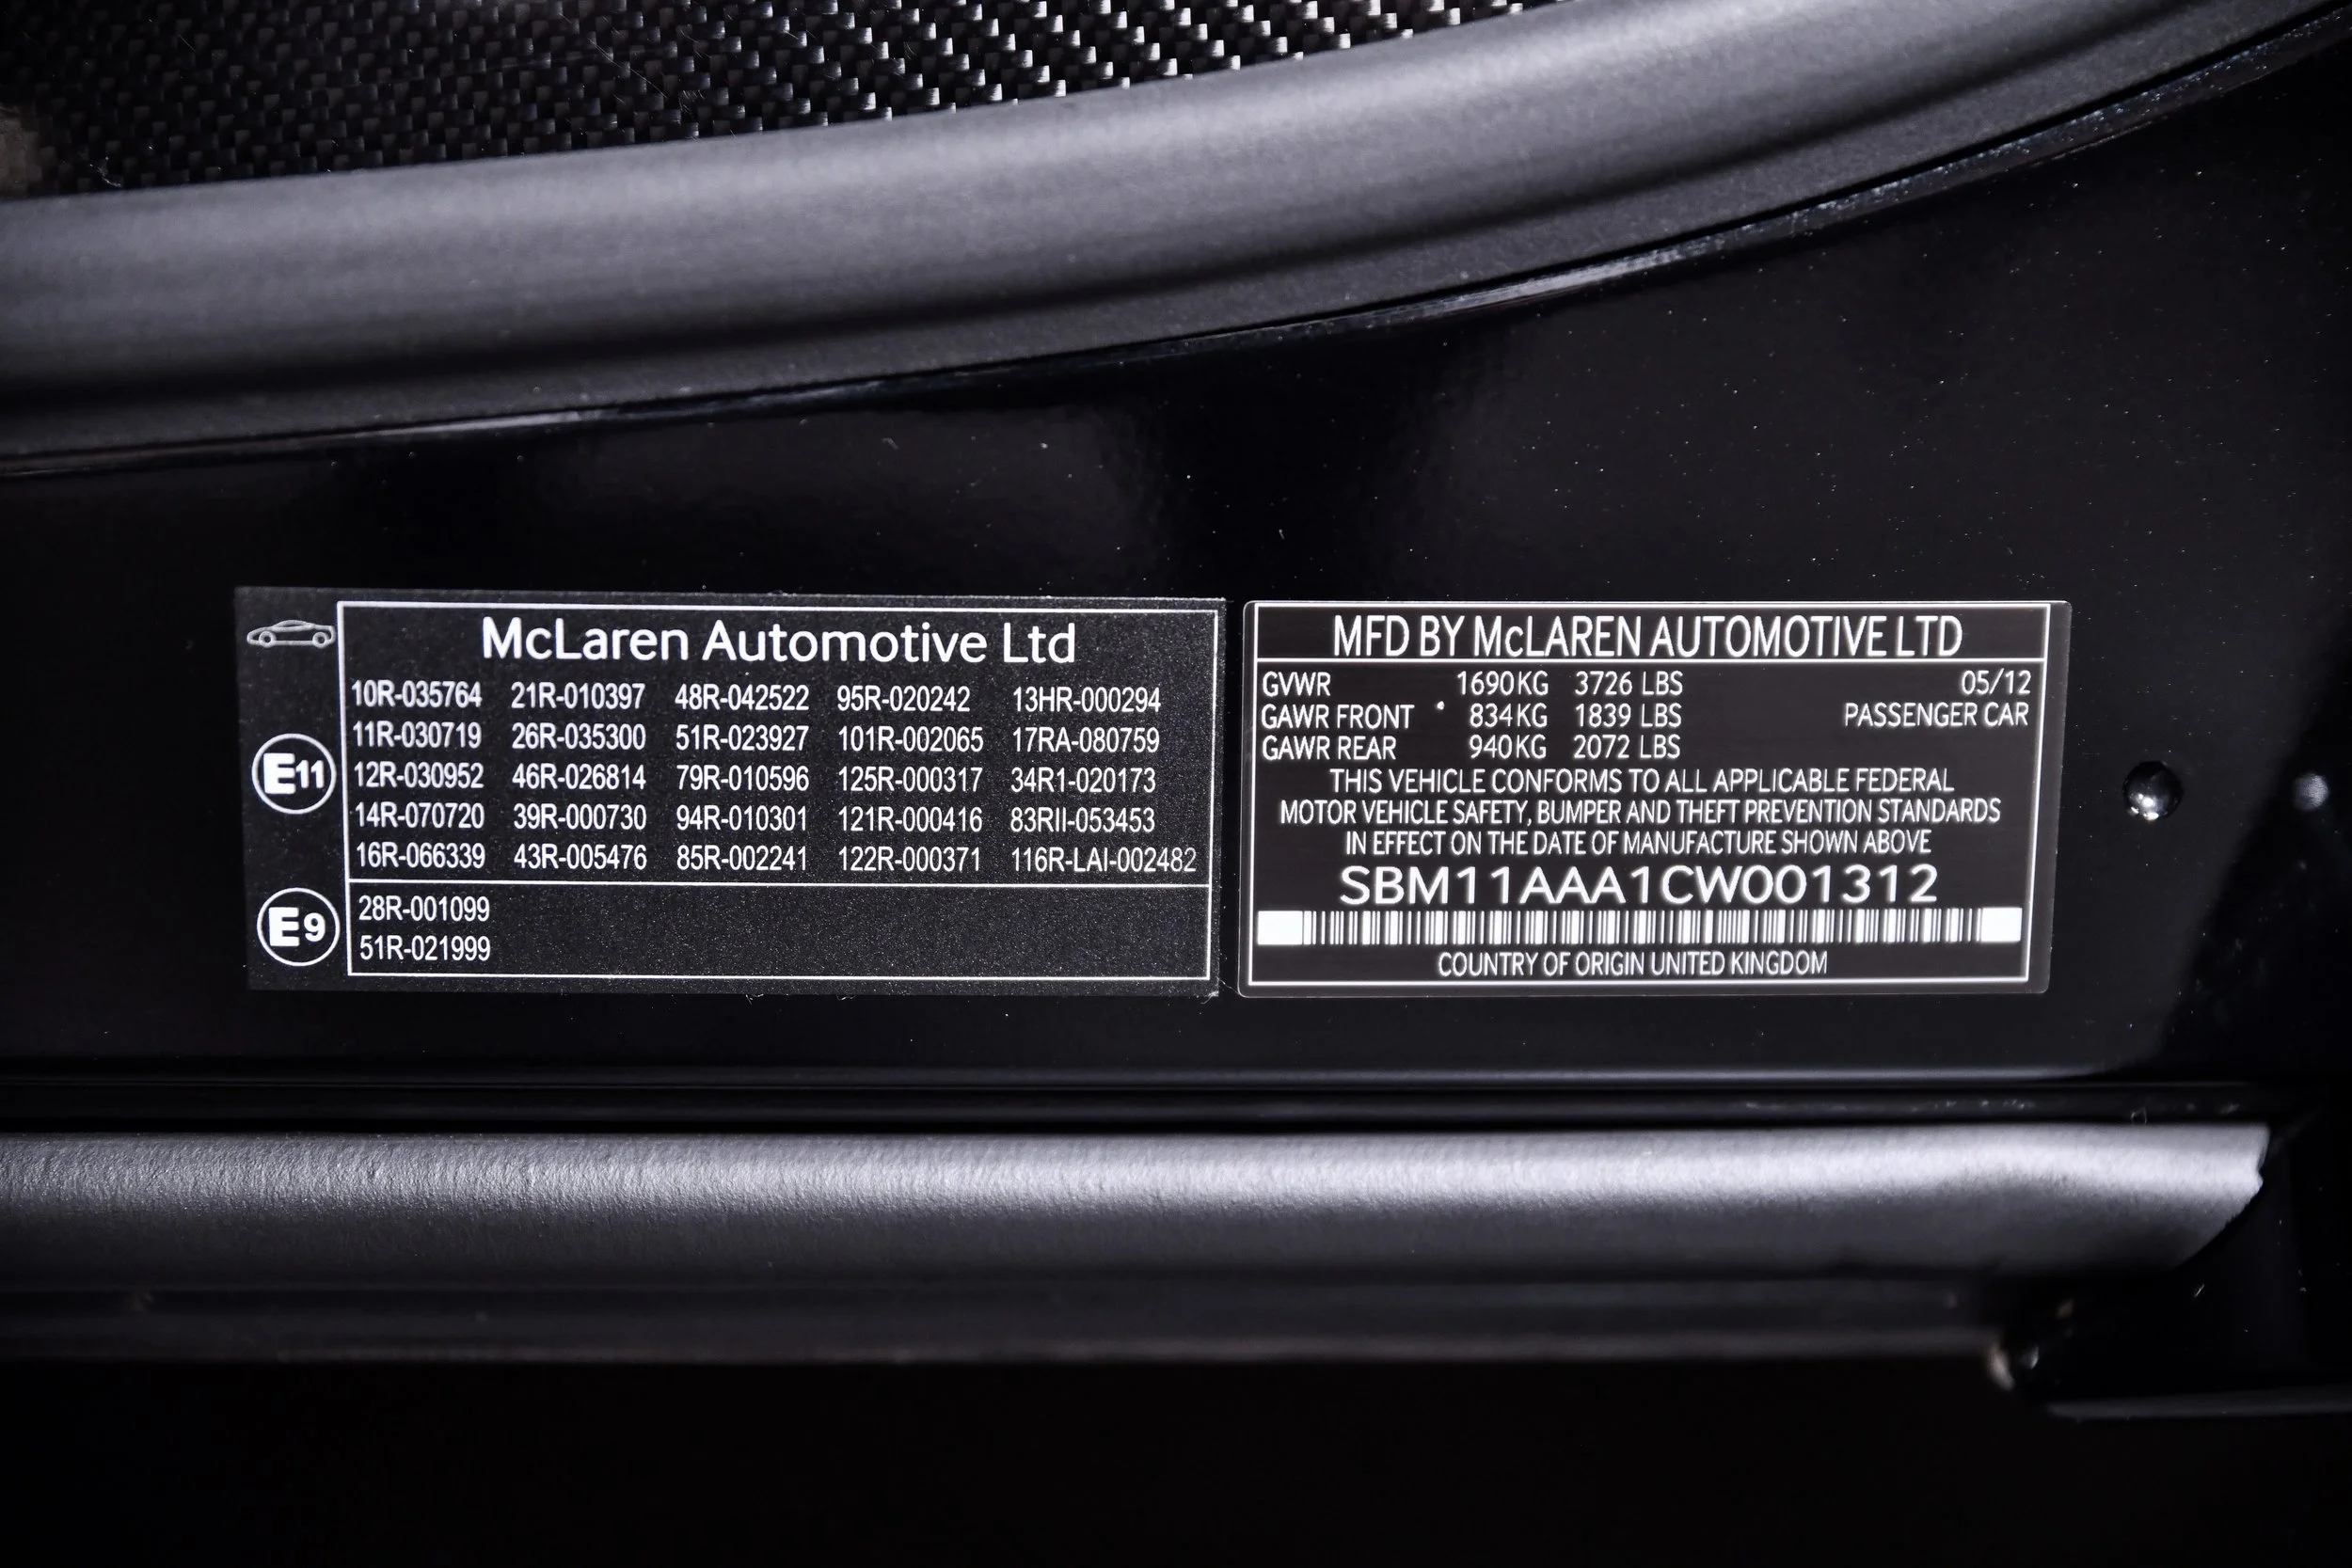 McLaren Automotive Ltd
10R-035764 21R-010397 48R-042522 95R-020242 13HR-000294
11R-030719 26R-035300 51R-023927 101R-002065 17RA-080759
E11
12R-030952 46R-026814 79R-010596 125R-000317 34R1-020173
14R-070720 39R-000730 94R-010301 121R-000416 83RII-053453
16R-066339 43R-005476 85R-002241 122R-000371 116R-LAI-002482
E9
28R-001099
51R-021999
MFD BY McLAREN AUTOMOTIVE LTD
GVWR 1690KG 3726 LBS 05/12
GAWR FRONT 834KG 1839 LBS PASSENGER CAR
GAWR REAR 940KG 2072 LBS
THIS VEHICLE CONFORMS TO ALL APPLICABLE FEDERAL
MOTOR VEHICLE SAFETY, BUMPER AND THEFT PREVENTION STANDARDS
IN EFFECT ON THE DATE OF MANUFACTURE SHOWN ABOVE
SBM11AAA1CW001312
COUNTRY OF ORIGIN UNITED KINGDOM